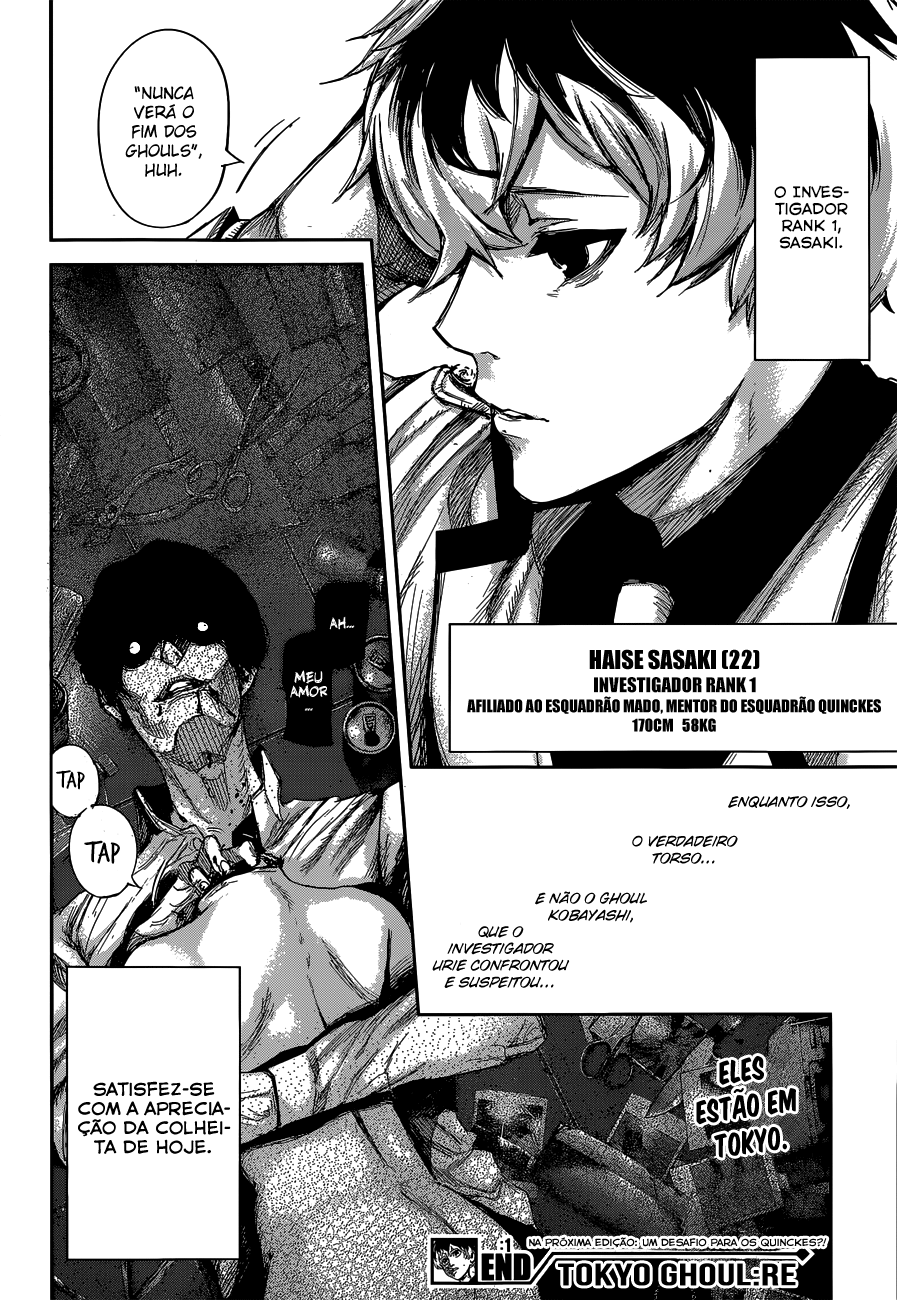 "NUNCA
VERÁ O
FIM DOS
GHOULS",
HUH.
O INVES-
TIGADOR
RANK 1,
SASAKI.
HAISE SASAKI (22)
INVESTIGADOR RANK 1
AFILIADO AO ESQUADRÃO MADO, MENTOR DO ESQUADRÃO QUINCKES
170CM 58KG
AH...
MEU
AMOR
...
TAP
TAP
ENQUANTO ISSO,
O VERDADEIRO
TORSO...
E NÃO O GHOUL
KOBAYASHI,
QUE O
INVESTIGADOR
URIE CONFRONTOU
E SUSPEITOU...
SATISFEZ-SE
COM A APRECIA-
ÇÃO DA COLHEI-
TA DE HOJE.
ELES
ESTÃO EM
TOKYO.
:1
END
NA PRÓXIMA EDIÇÃO: UM DESAFIO PARA OS QUINCKES?!
TOKYO GHOUL:RE